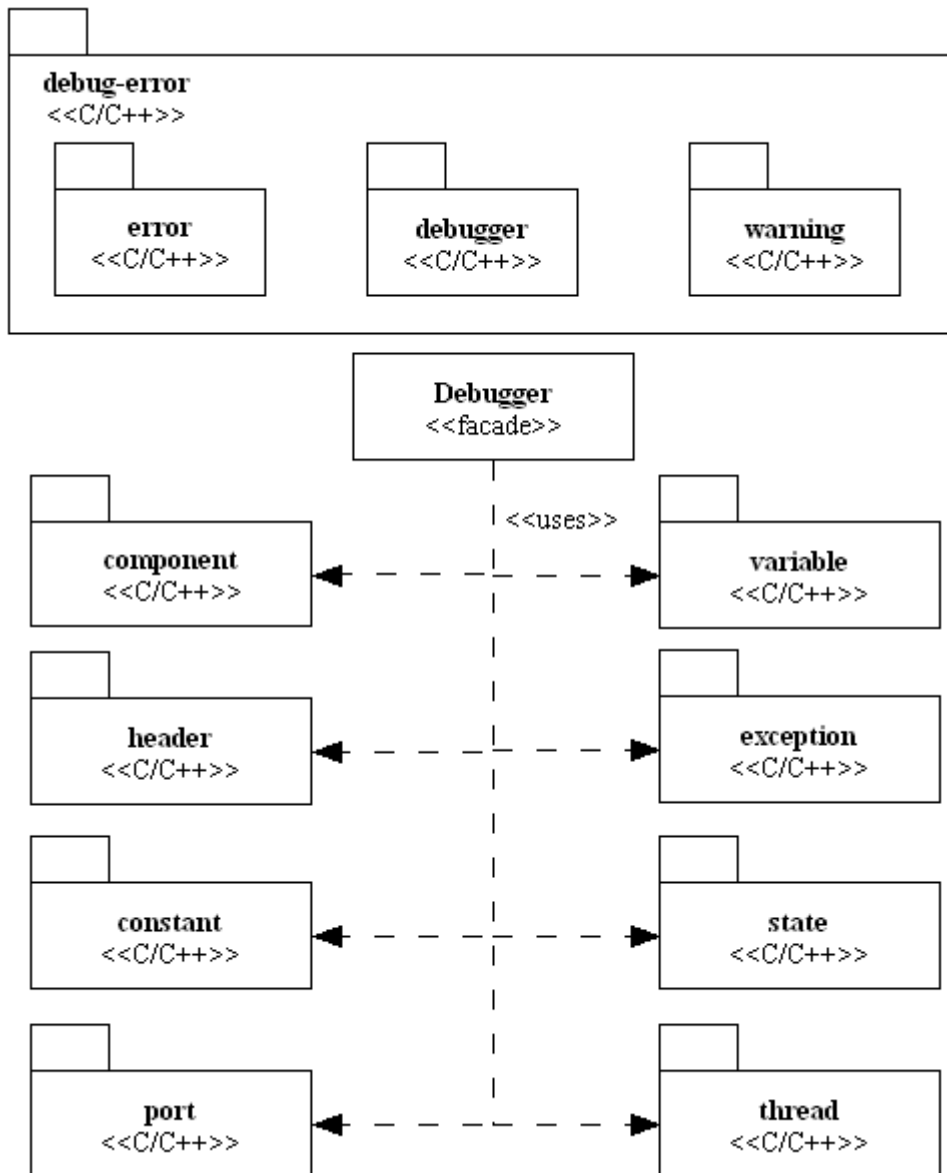 debug-error
<<C/C++>>
error
<<C/C++>>
debugger
<<C/C++>>
warning
<<C/C++>>
Debugger
<<facade>>
<<uses>>
component
<<C/C++>>
variable
<<C/C++>>
header
<<C/C++>>
exception
<<C/C++>>
constant
<<C/C++>>
state
<<C/C++>>
port
<<C/C++>>
thread
<<C/C++>>